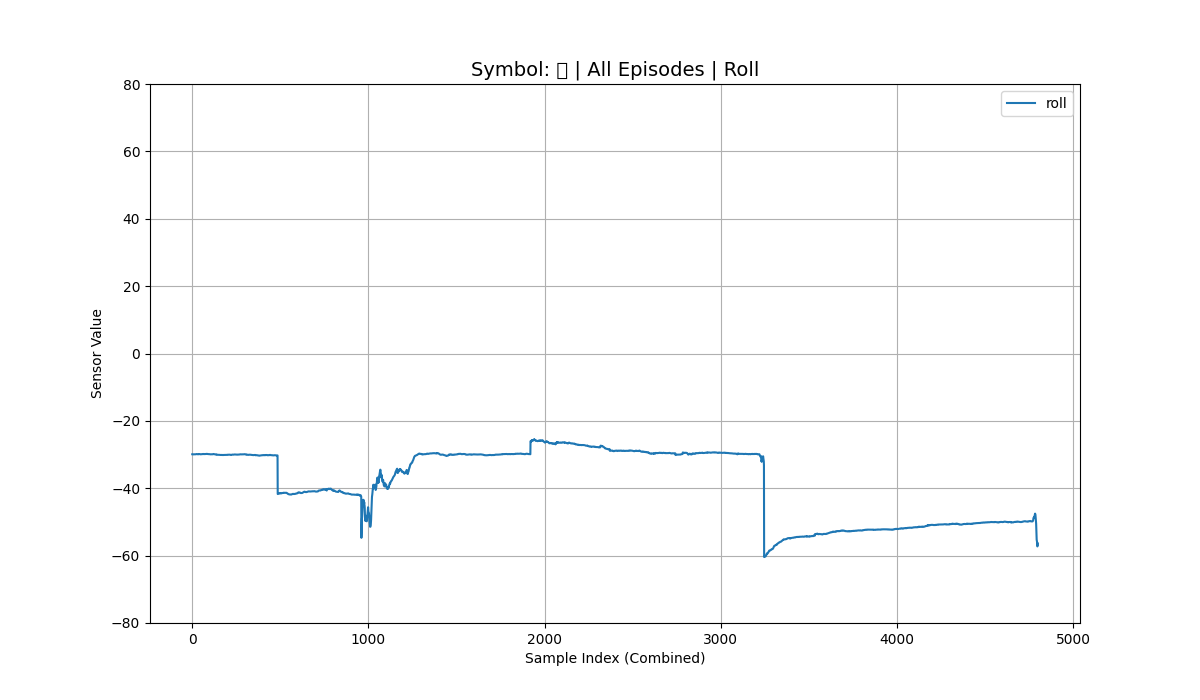 Symbol: ▯ | All Episodes | Roll
roll
Sensor Value
80
60
40
20
0
−20
−40
−60
−80
0 1000 2000 3000 4000 5000
Sample Index (Combined)